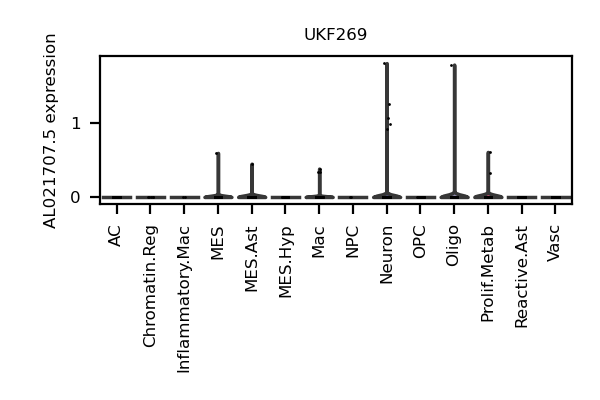 UKF269
AL021707.5 expression
1
0
AC
Chromatin.Reg
Inflammatory.Mac
MES
MES.Ast
MES.Hyp
Mac
NPC
Neuron
OPC
Oligo
Prolif.Metab
Reactive.Ast
Vasc